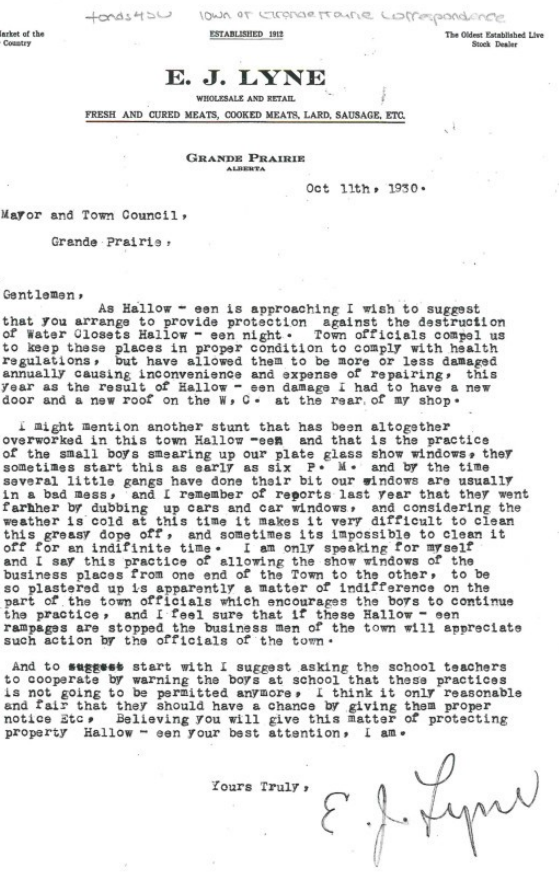 fonds 450 Town of Grande Prairie Correspondence
Market of the
Country
ESTABLISHED 1912
The Oldest Established Live
Stock Dealer
E. J. LYNE
WHOLESALE AND RETAIL
FRESH AND CURED MEATS, COOKED MEATS, LARD, SAUSAGE, ETC.
GRANDE PRAIRIE
ALBERTA
Oct 11th, 1930.
Mayor and Town Council,
Grande Prairie,
Gentlemen,
As Hallow - een is approaching I wish to suggest
that you arrange to provide protection against the destruction
of Water Closets Hallow - een night. Town officials compel us
to keep these places in proper condition to comply with health
regulations, but have allowed them to be more or less damaged
annually causing inconvenience and expense of repairing, this
year as the result of Hallow - een damage I had to have a new
door and a new roof on the W, C. at the rear of my shop.
I might mention another stunt that has been altogether
overworked in this town Hallow -een and that is the practice
of the small boys smearing up our plate glass show windows, they
sometimes start this as early as six P. M. and by the time
several little gangs have done their bit our windows are usually
in a bad mess, and I remember of reports last year that they went
farther by dubbing up cars and car windows, and considering the
weather is cold at this time it makes it very difficult to clean
this greasy dope off, and sometimes its impossible to clean it
off for an indifinite time. I am only speaking for myself
and I say this practice of allowing the show windows of the
business places from one end of the Town to the other, to be
so plastered up is apparently a matter of indifference on the
part of the town officials which encourages the boys to continue
the practice, and I feel sure that if these Hallow - een
rampages are stopped the business men of the town will appreciate
such action by the officials of the town.
And to suggest start with I suggest asking the school teachers
to cooperate by warning the boys at school that these practices
is not going to be permitted anymore, I think it only reasonable
and fair that they should have a chance by giving them proper
notice Etc, Believing you will give this matter of protecting
property Hallow - een your best attention, I am.
Yours Truly,
E. J. Lyne